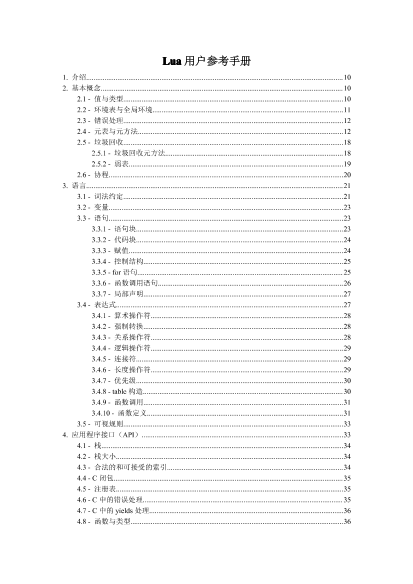 Lua 用户参考手册
1. 介绍........10
2. 基本概念........10
2.1 - 值与类型........10
2.2 - 环境表与全局环境........11
2.3 - 错误处理........12
2.4 - 元表与元方法........12
2.5 - 垃圾回收........18
2.5.1 - 垃圾回收元方法........18
2.5.2 - 弱表........19
2.6 - 协程........20
3. 语言........21
3.1 - 词法约定........21
3.2 - 变量........23
3.3 - 语句........23
3.3.1 - 语句块........23
3.3.2 - 代码块........24
3.3.3 - 赋值........24
3.3.4 - 控制结构........25
3.3.5 - for 语句........25
3.3.6 - 函数调用语句........26
3.3.7 - 局部声明........27
3.4 - 表达式........27
3.4.1 - 算术操作符........28
3.4.2 - 强制转换........28
3.4.3 - 关系操作符........28
3.4.4 - 逻辑操作符........29
3.4.5 - 连接符........29
3.4.6 - 长度操作符........29
3.4.7 - 优先级........30
3.4.8 - table 构造........30
3.4.9 - 函数调用........31
3.4.10 - 函数定义........31
3.5 - 可视规则........33
4. 应用程序接口（API）........33
4.1 - 栈........34
4.2 - 栈大小........34
4.3 - 合法的和可接受的索引........34
4.4 - C 闭包........35
4.5 - 注册表........35
4.6 - C 中的错误处理........35
4.7 - C 中的 yields 处理........36
4.8 - 函数与类型........36